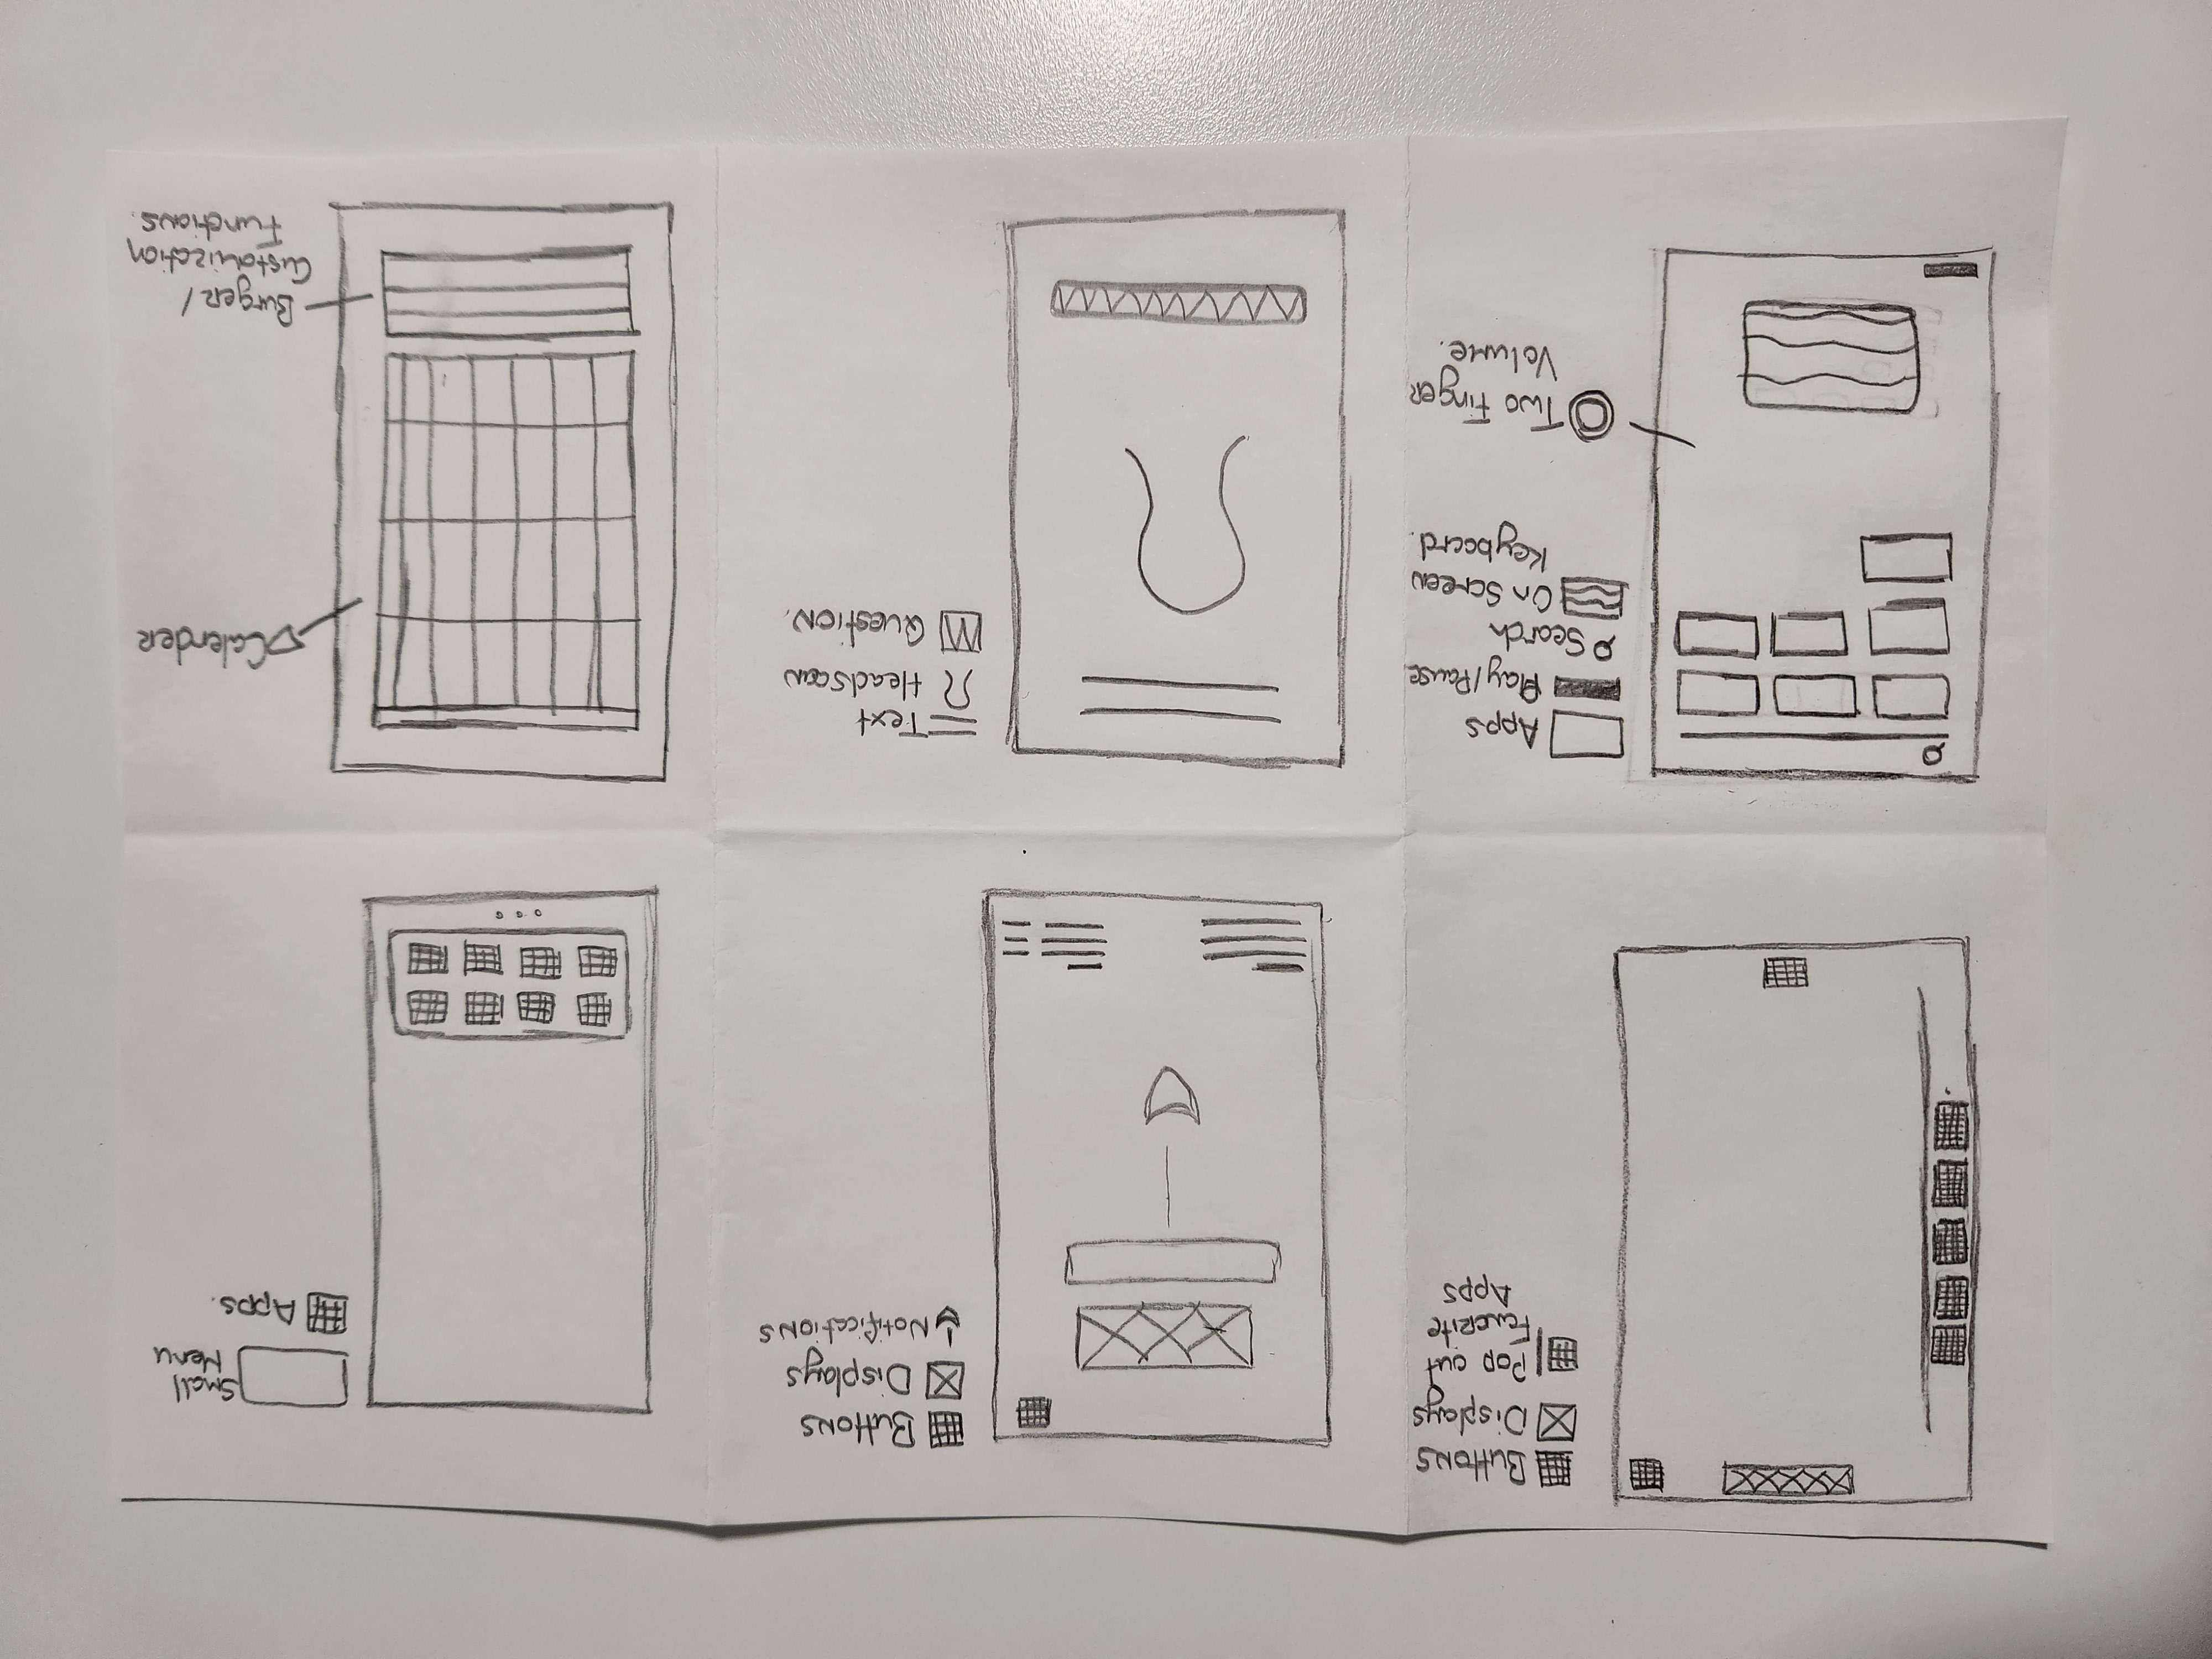 Buttons
Displays
Pop out
Favorite
Apps
Buttons
Displays
Notifications
Small
Menu
Apps.
Apps
Play/Pause
Search
On Screen
Keyboard.
Two Finger
Volume.
Text
Headscan
Question.
Calender
Burger/
Customization
Functions.